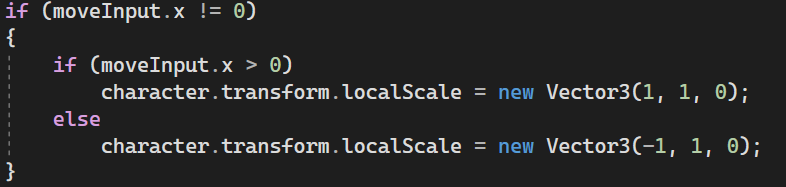 if (moveInput.x != 0)
{
    if (moveInput.x > 0)
        character.transform.localScale = new Vector3(1, 1, 0);
    else
        character.transform.localScale = new Vector3(-1, 1, 0);
}